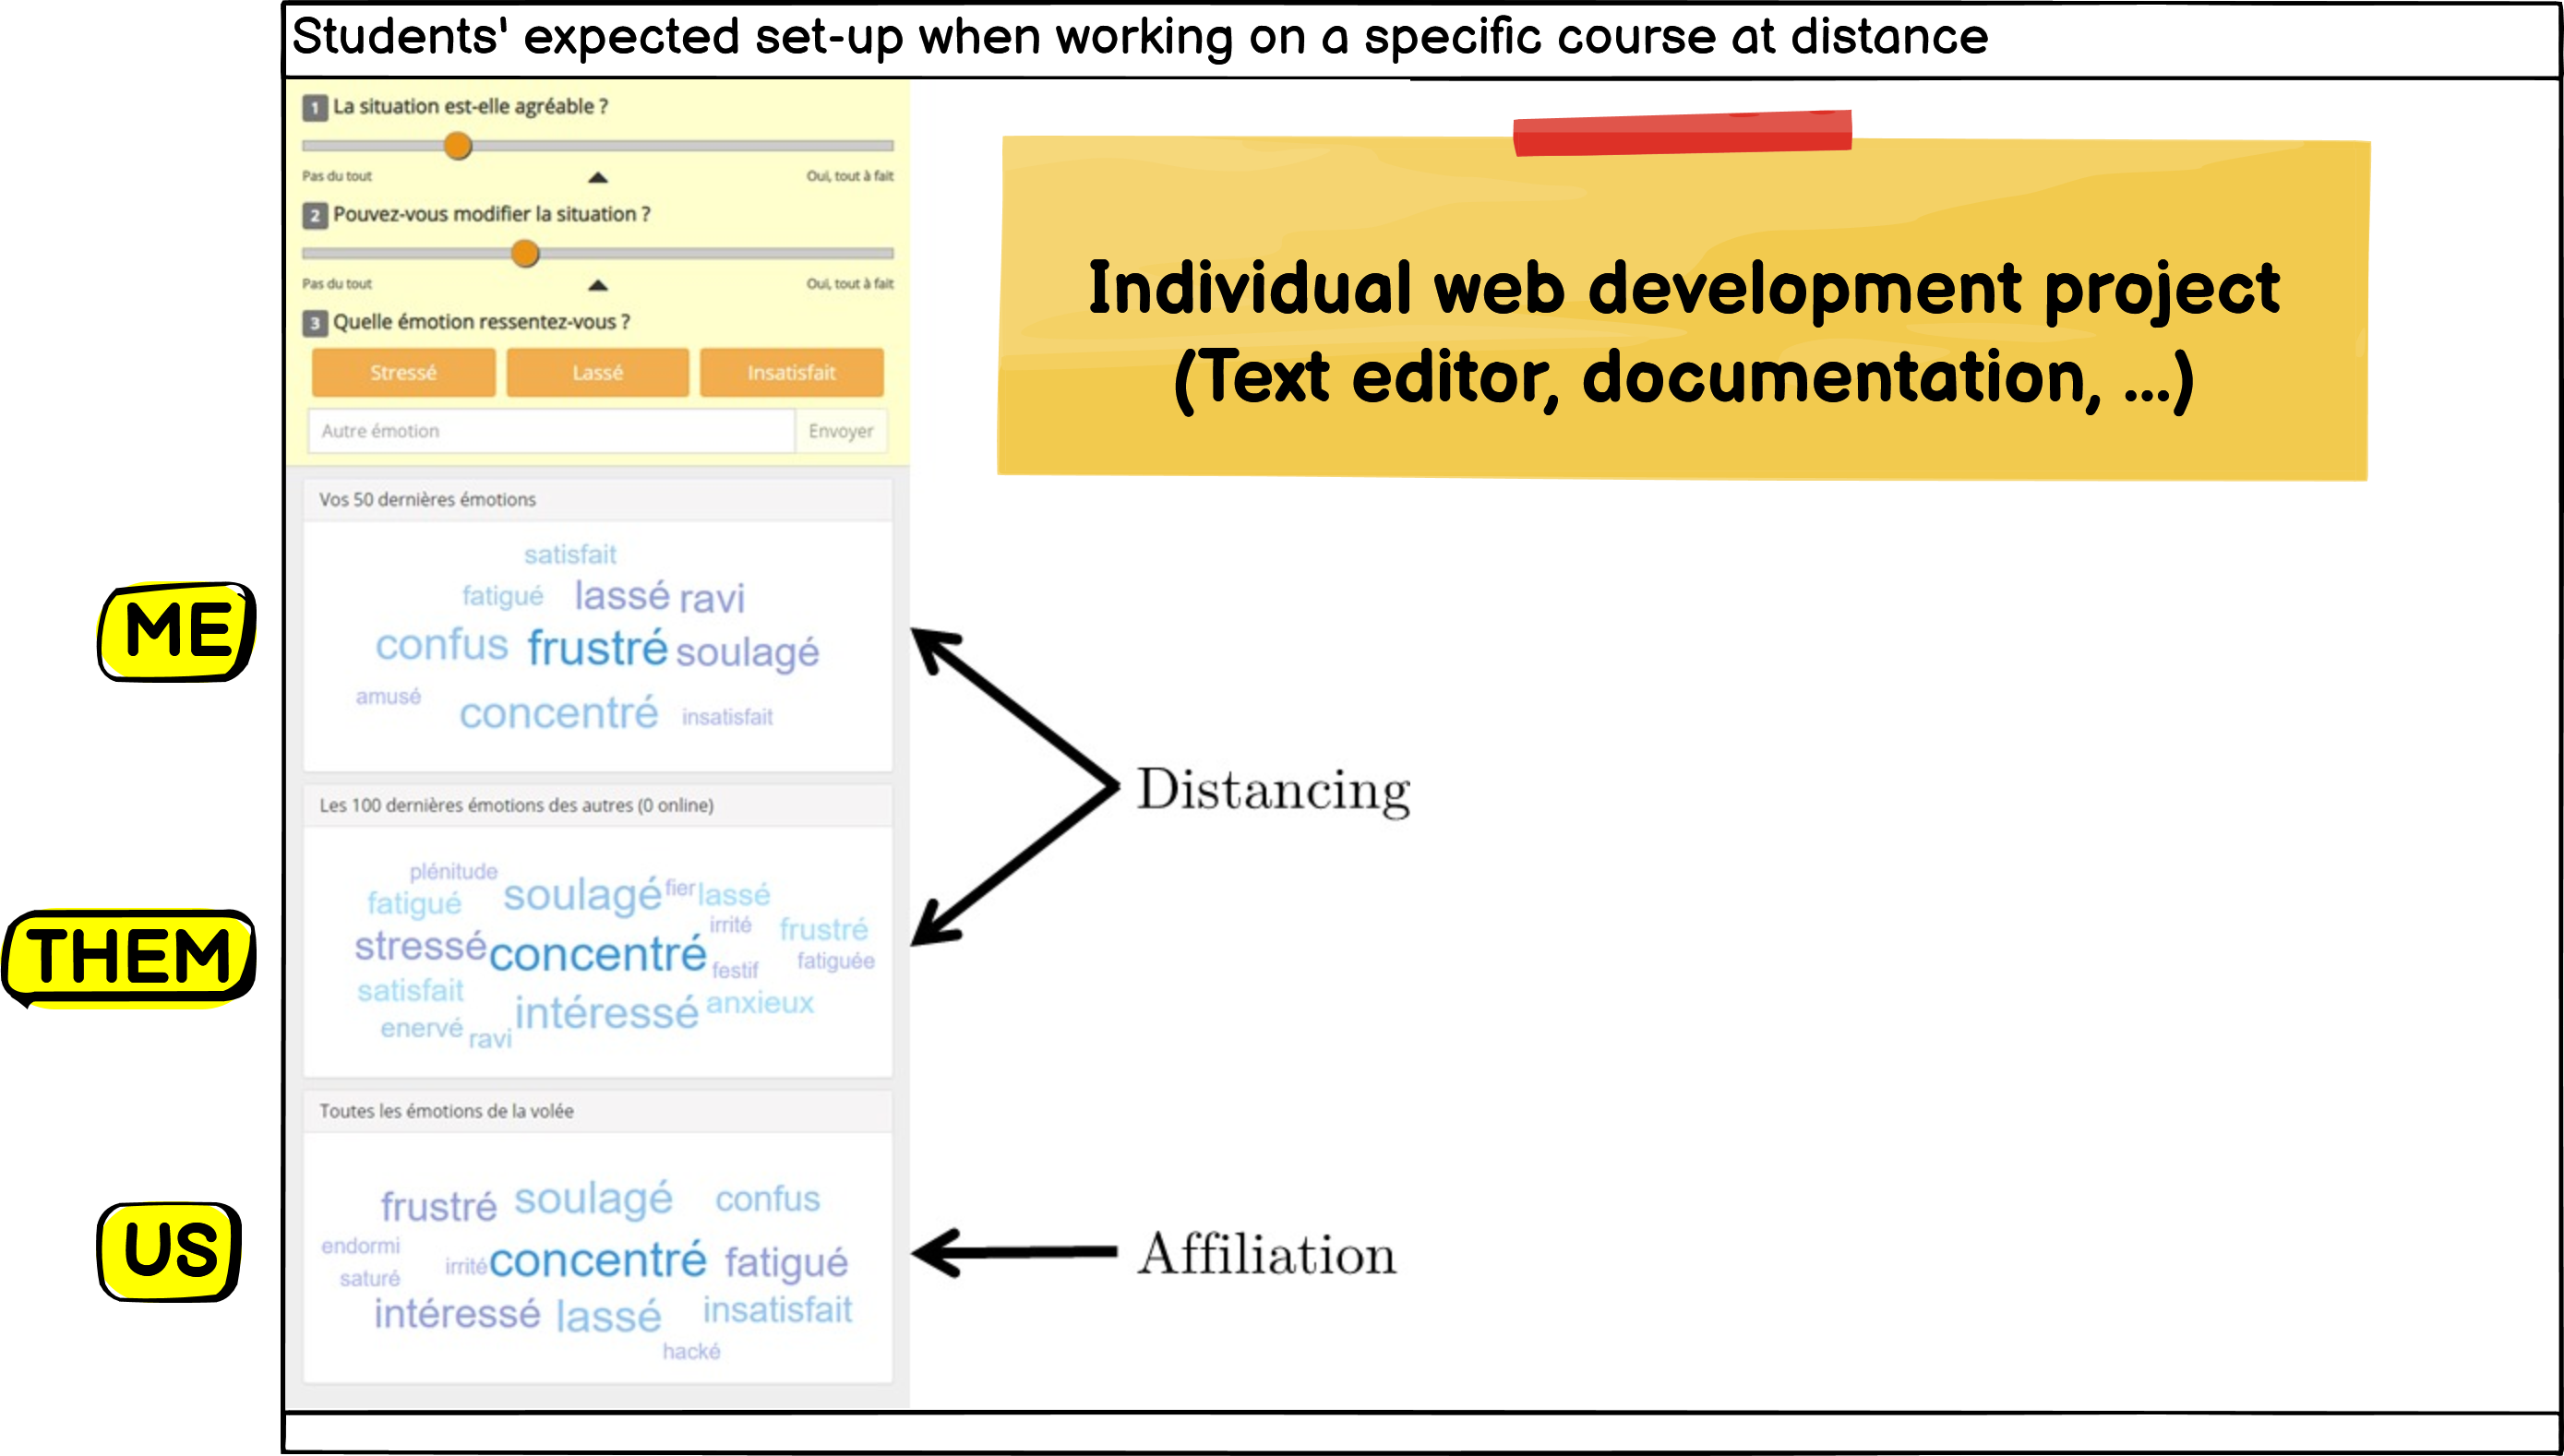 Students' expected set-up when working on a specific course at distance
1 La situation est-elle agréable ?
Pas du tout Oui, tout à fait
2 Pouvez-vous modifier la situation ?
Pas du tout Oui, tout à fait
3 Quelle émotion ressentez-vous ?
Stressé Lassé Insatisfait
Autre émotion Envoyer
Individual web development project
(Text editor, documentation, ...)
Vos 50 dernières émotions
satisfait
fatigué lassé ravi
ME
confus frustré soulagé
amusé concentré insatisfait
Distancing
Les 100 dernières émotions des autres (0 online)
plénitude
fatigué soulagé fier lassé
irrité frustré
THEM
stressé concentré festif fatiguée
satisfait intéressé anxieux
enervé ravi
Toutes les émotions de la volée
frustré soulagé confus
US
endormi irrité concentré fatigué
saturé
intéressé lassé insatisfait
hacké
Affiliation